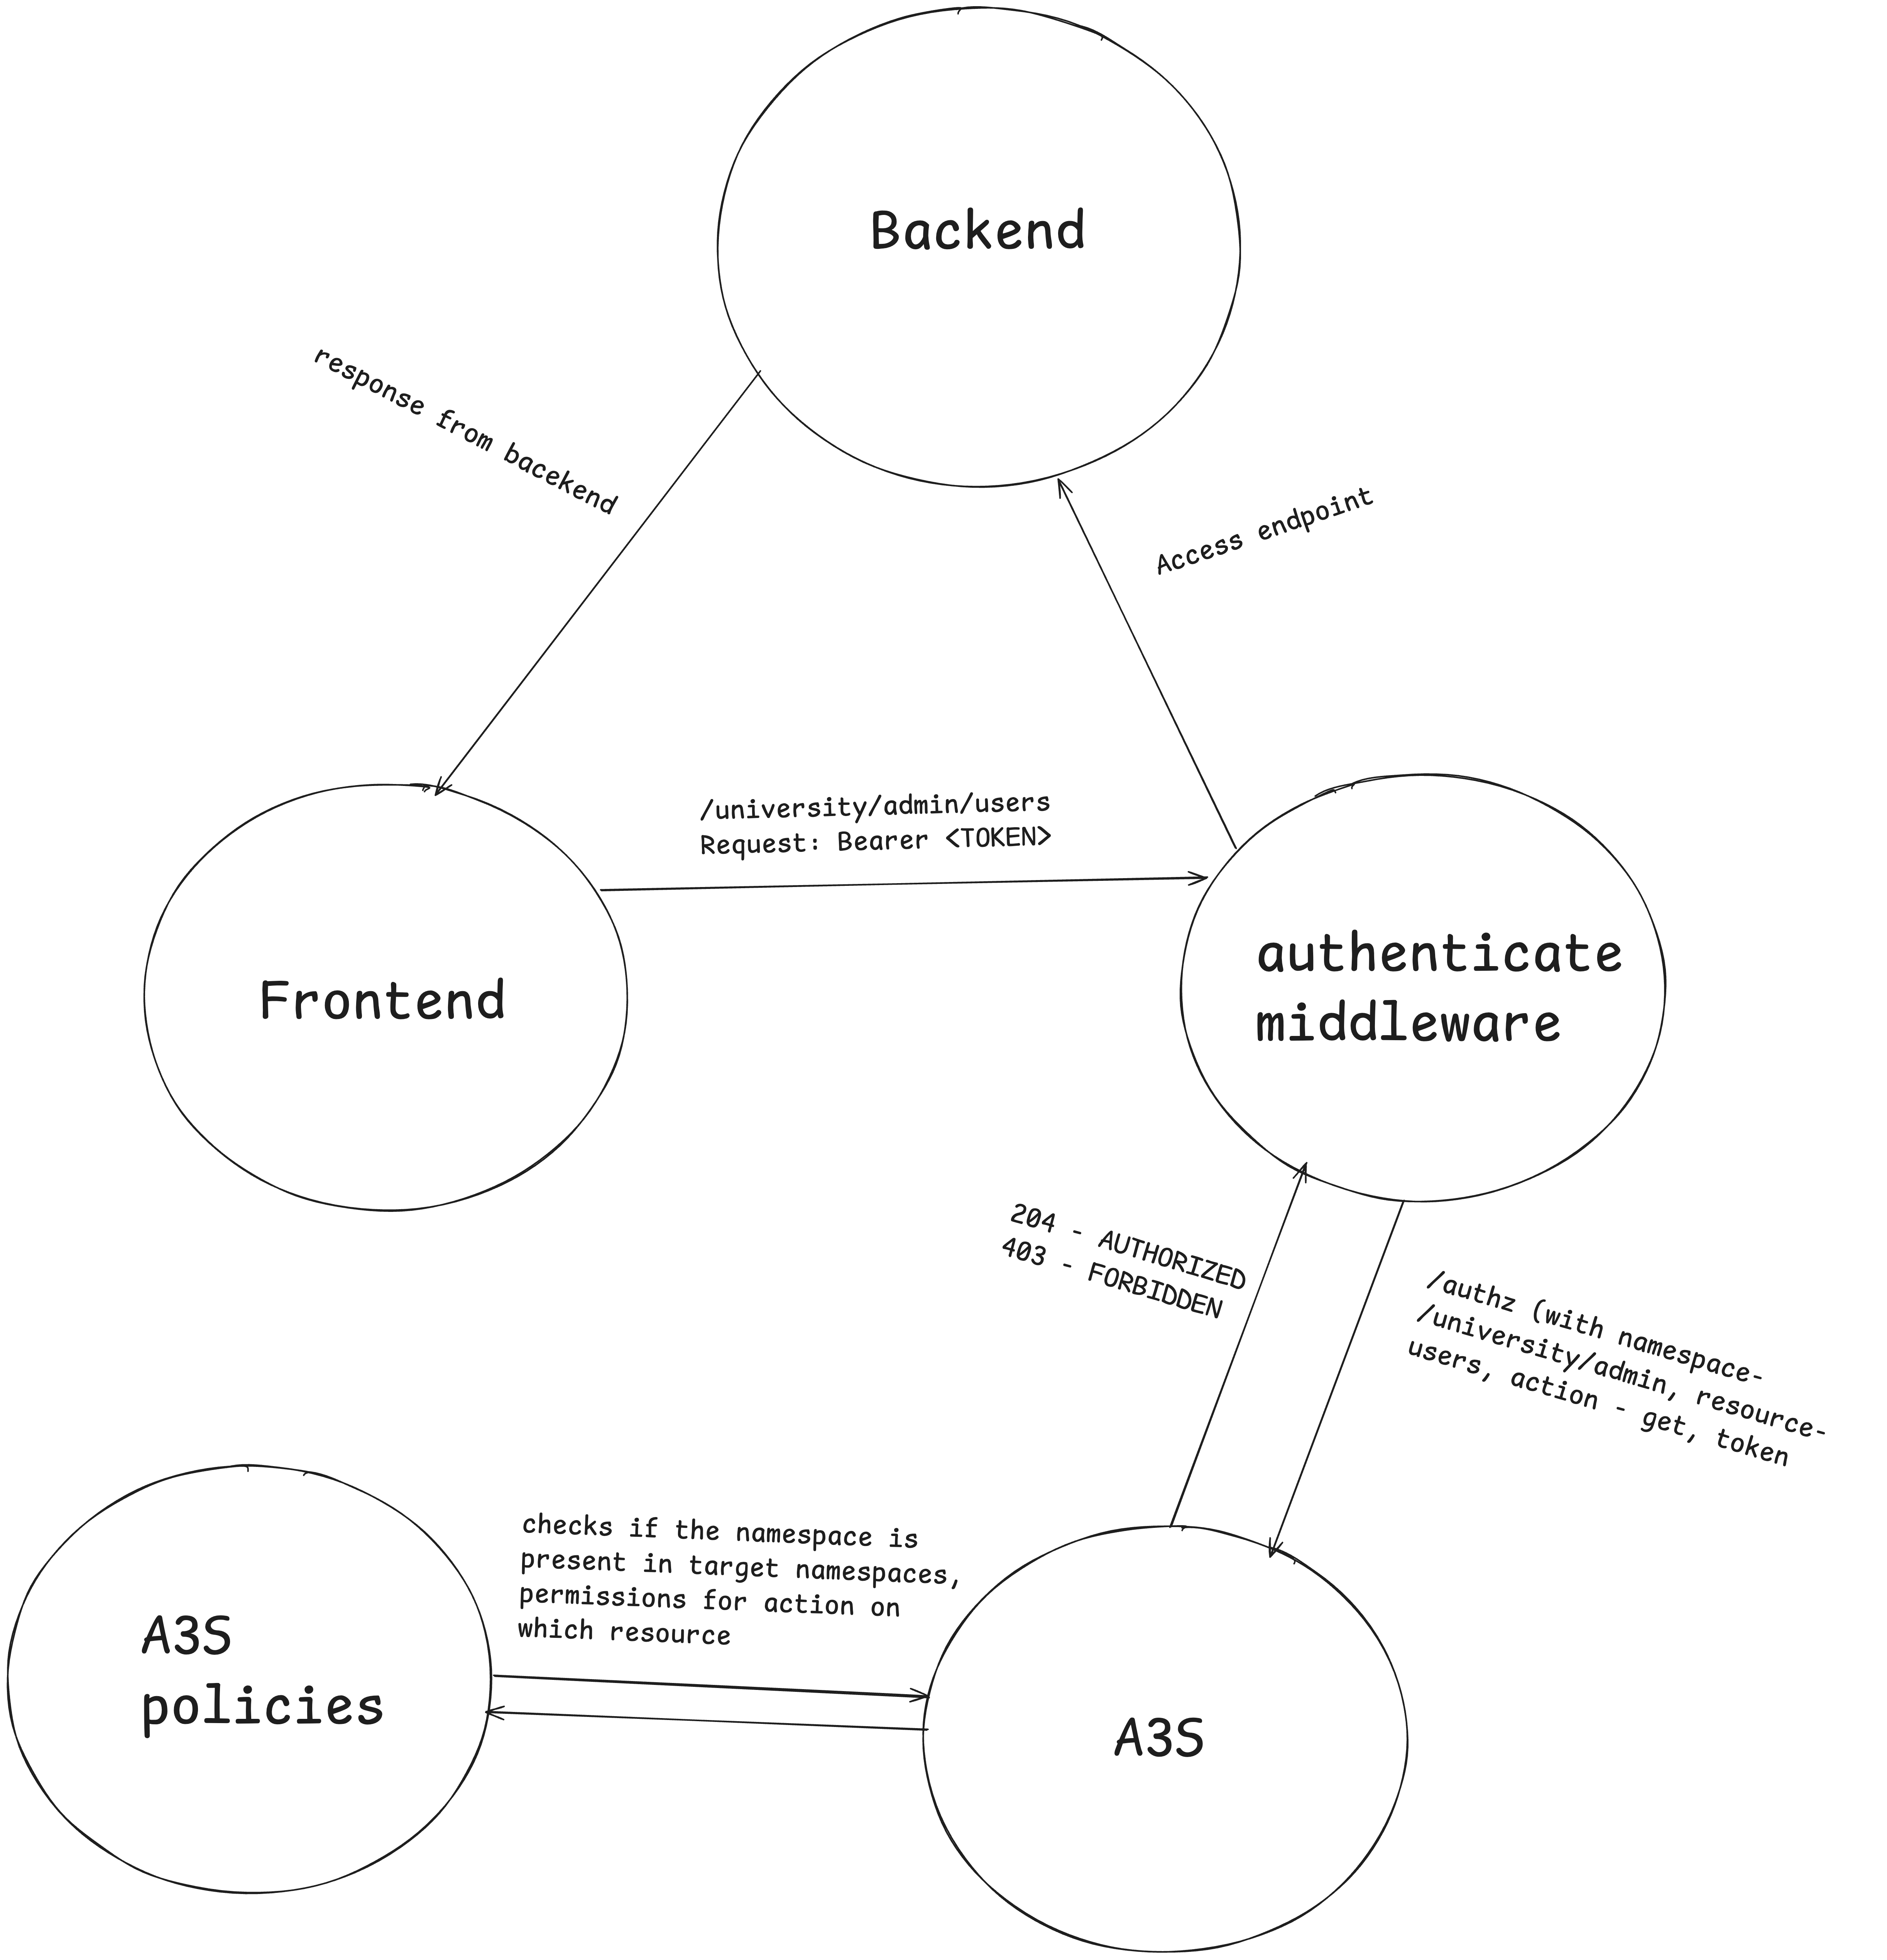 Backend
response from bacekend
Access endpoint
/university/admin/users
Request: Bearer <TOKEN>
Frontend
authenticate
middleware
204 - AUTHORIZED
403 - FORBIDDEN
/authz (with namespace-
/university/admin, resource-
users, action - get, token
checks if the namespace is
present in target namespaces,
permissions for action on
which resource
A3S
policies
A3S